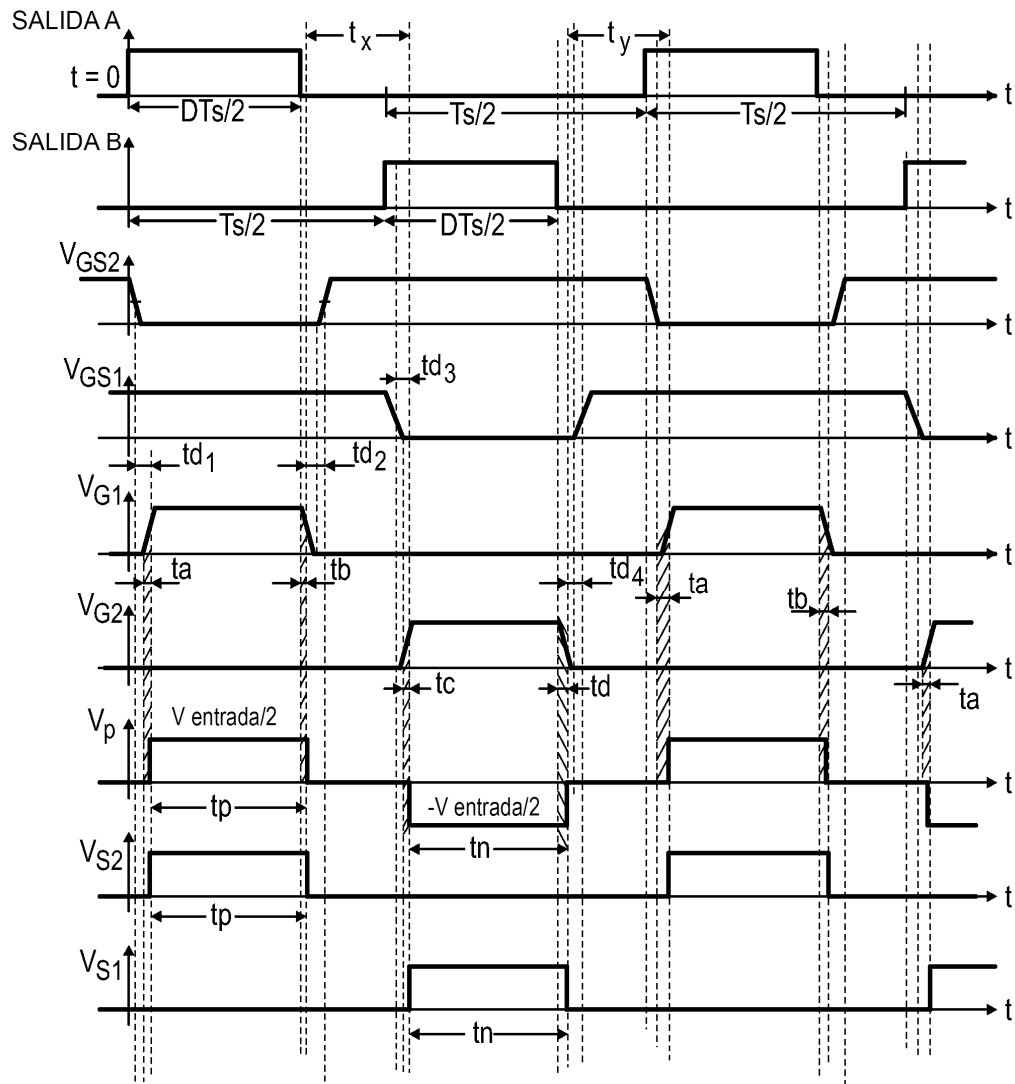 SALIDA A
t x
t y
t = 0
t
DTs/2
Ts/2
Ts/2
SALIDA B
t
Ts/2
DTs/2
VGS2
t
VGS1
td3
t
td1
td2
VG1
t
ta
tb
td4
ta
tb
VG2
t
tc
td
ta
Vp
V entrada/2
t
tp
-V entrada/2
tn
VS2
t
tp
VS1
t
tn